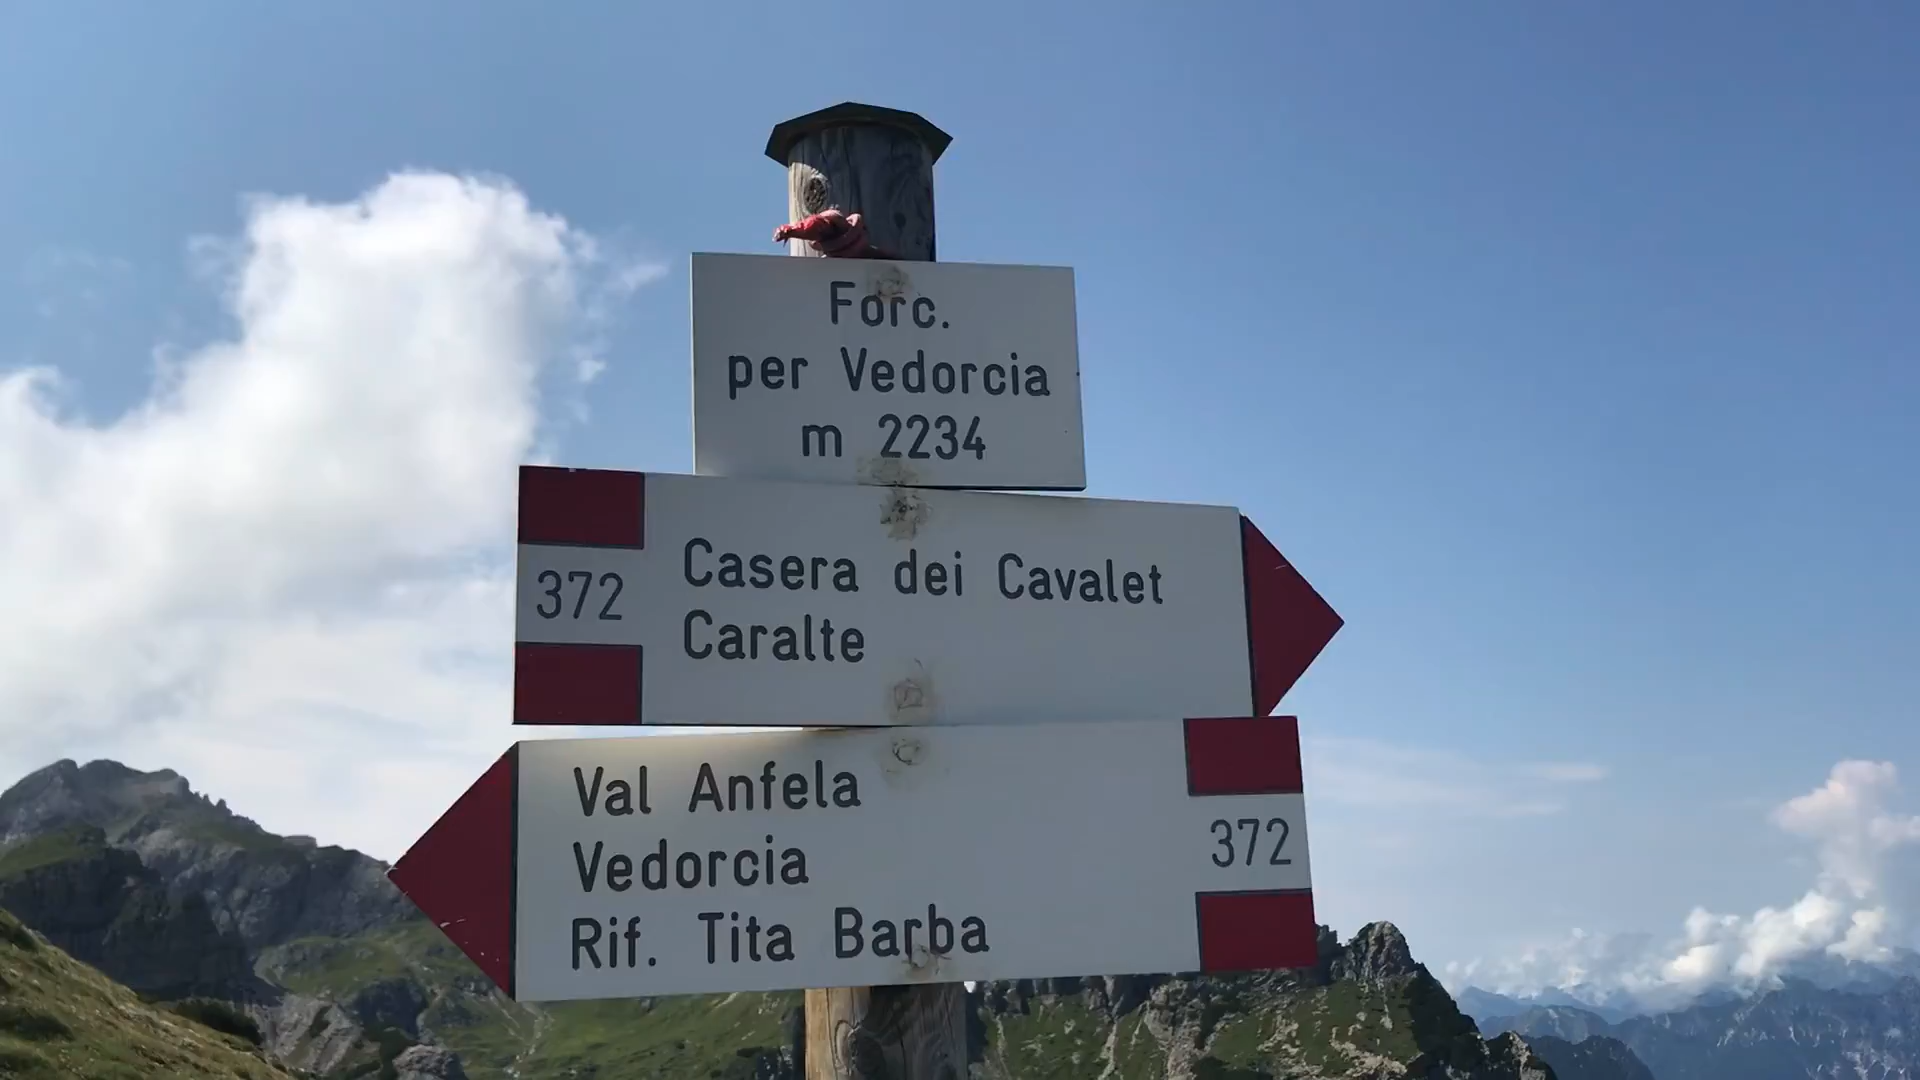 Forc.
per Vedorcia
m 2234
372
Casera dei Cavalet
Caralte
Val Anfela
Vedorcia
Rif. Tita Barba
372